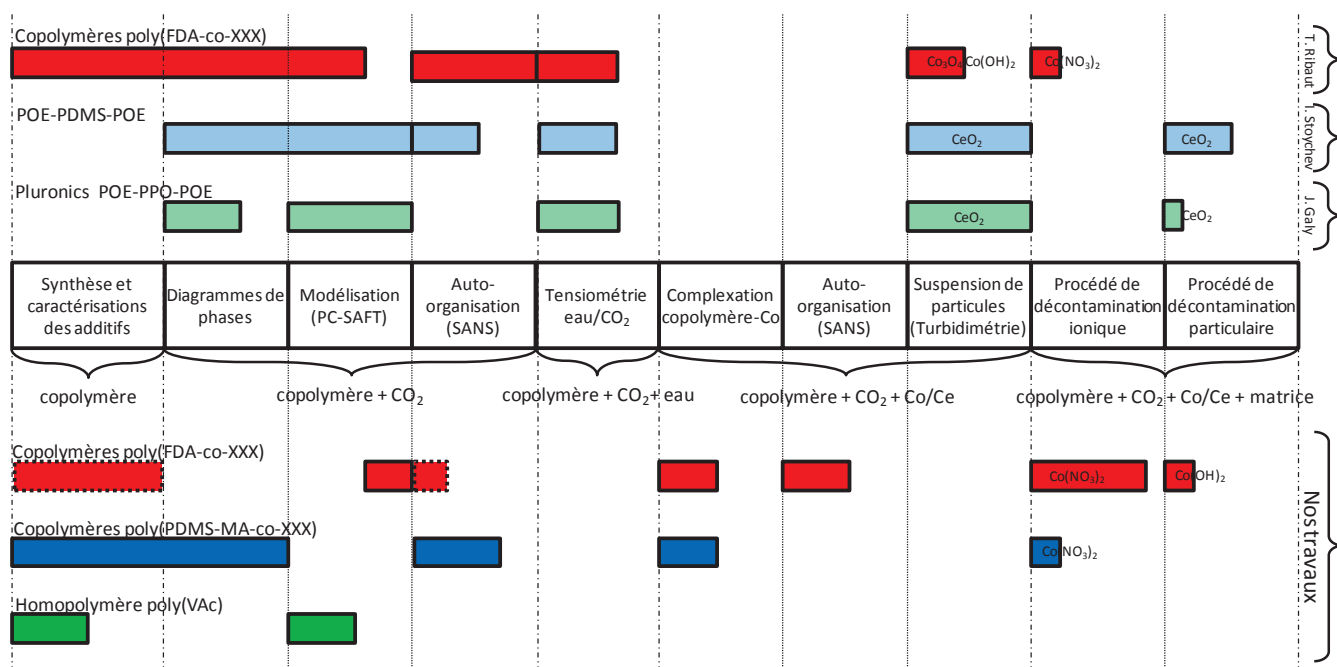 Copolymères poly(FDA-co-XXX)
Co₃O₄ Co(OH)₂
Co(NO₃)₂
T. Ribaut
POE-PDMS-POE
CeO₂
CeO₂
I. Stoychev
Pluronics POE-PPO-POE
CeO₂
CeO₂
J. Galy
Synthèse et
caractérisations
des additifs
Diagrammes de
phases
Modélisation
(PC-SAFT)
Auto-
organisation
(SANS)
Tensiométrie
eau/CO₂
Complexation
copolymère-Co
Auto-
organisation
(SANS)
Suspension de
particules
(Turbidimétrie)
Procédé de
décontamination
ionique
Procédé de
décontamination
particulaire
copolymère
copolymère + CO₂
copolymère + CO₂+ eau
copolymère + CO₂ + Co/Ce
copolymère + CO₂ + Co/Ce + matrice
Copolymères poly(FDA-co-XXX)
Co(NO₃)₂
Co(OH)₂
Copolymères poly(PDMS-MA-co-XXX)
Co(NO₃)₂
Homopolymère poly(VAc)
Nos travaux